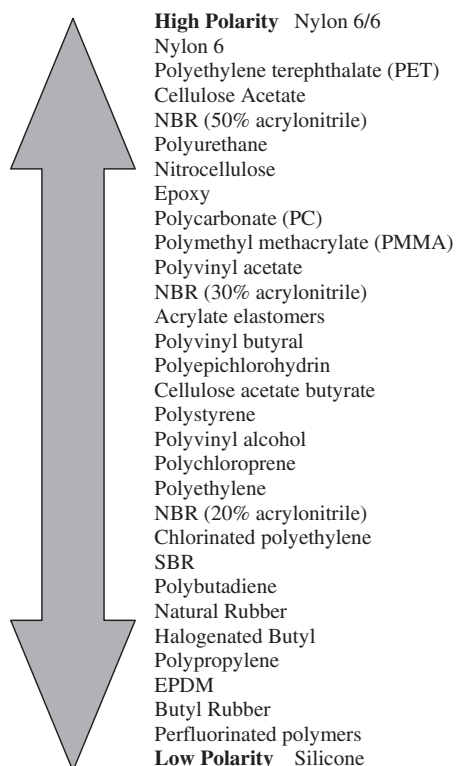 High Polarity Nylon 6/6
Nylon 6
Polyethylene terephthalate (PET)
Cellulose Acetate
NBR (50% acrylonitrile)
Polyurethane
Nitrocellulose
Epoxy
Polycarbonate (PC)
Polymethyl methacrylate (PMMA)
Polyvinyl acetate
NBR (30% acrylonitrile)
Acrylate elastomers
Polyvinyl butyral
Polyepichlorohydrin
Cellulose acetate butyrate
Polystyrene
Polyvinyl alcohol
Polychloroprene
Polyethylene
NBR (20% acrylonitrile)
Chlorinated polyethylene
SBR
Polybutadiene
Natural Rubber
Halogenated Butyl
Polypropylene
EPDM
Butyl Rubber
Perfluorinated polymers
Low Polarity Silicone